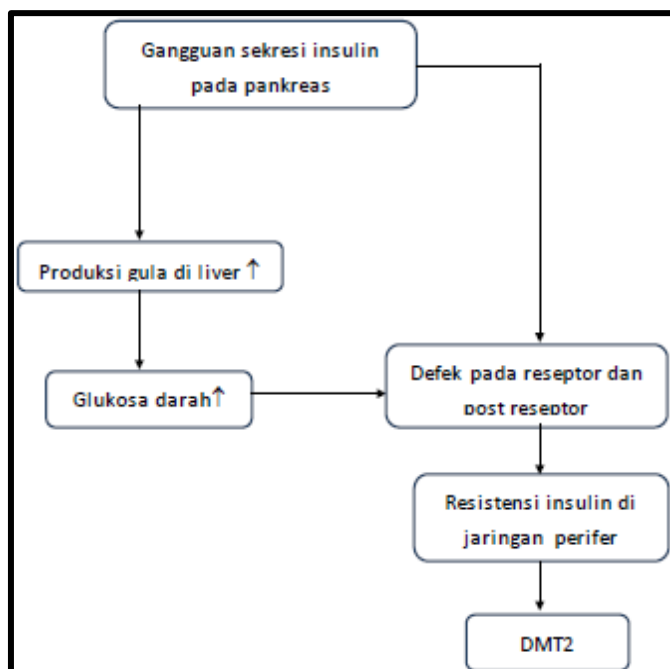 Gangguan sekresi insulin
pada pankreas
Produksi gula di liver ↑
Glukosa darah↑
Defek pada reseptor dan
post reseptor
Resistensi insulin di
jaringan perifer
DMT2